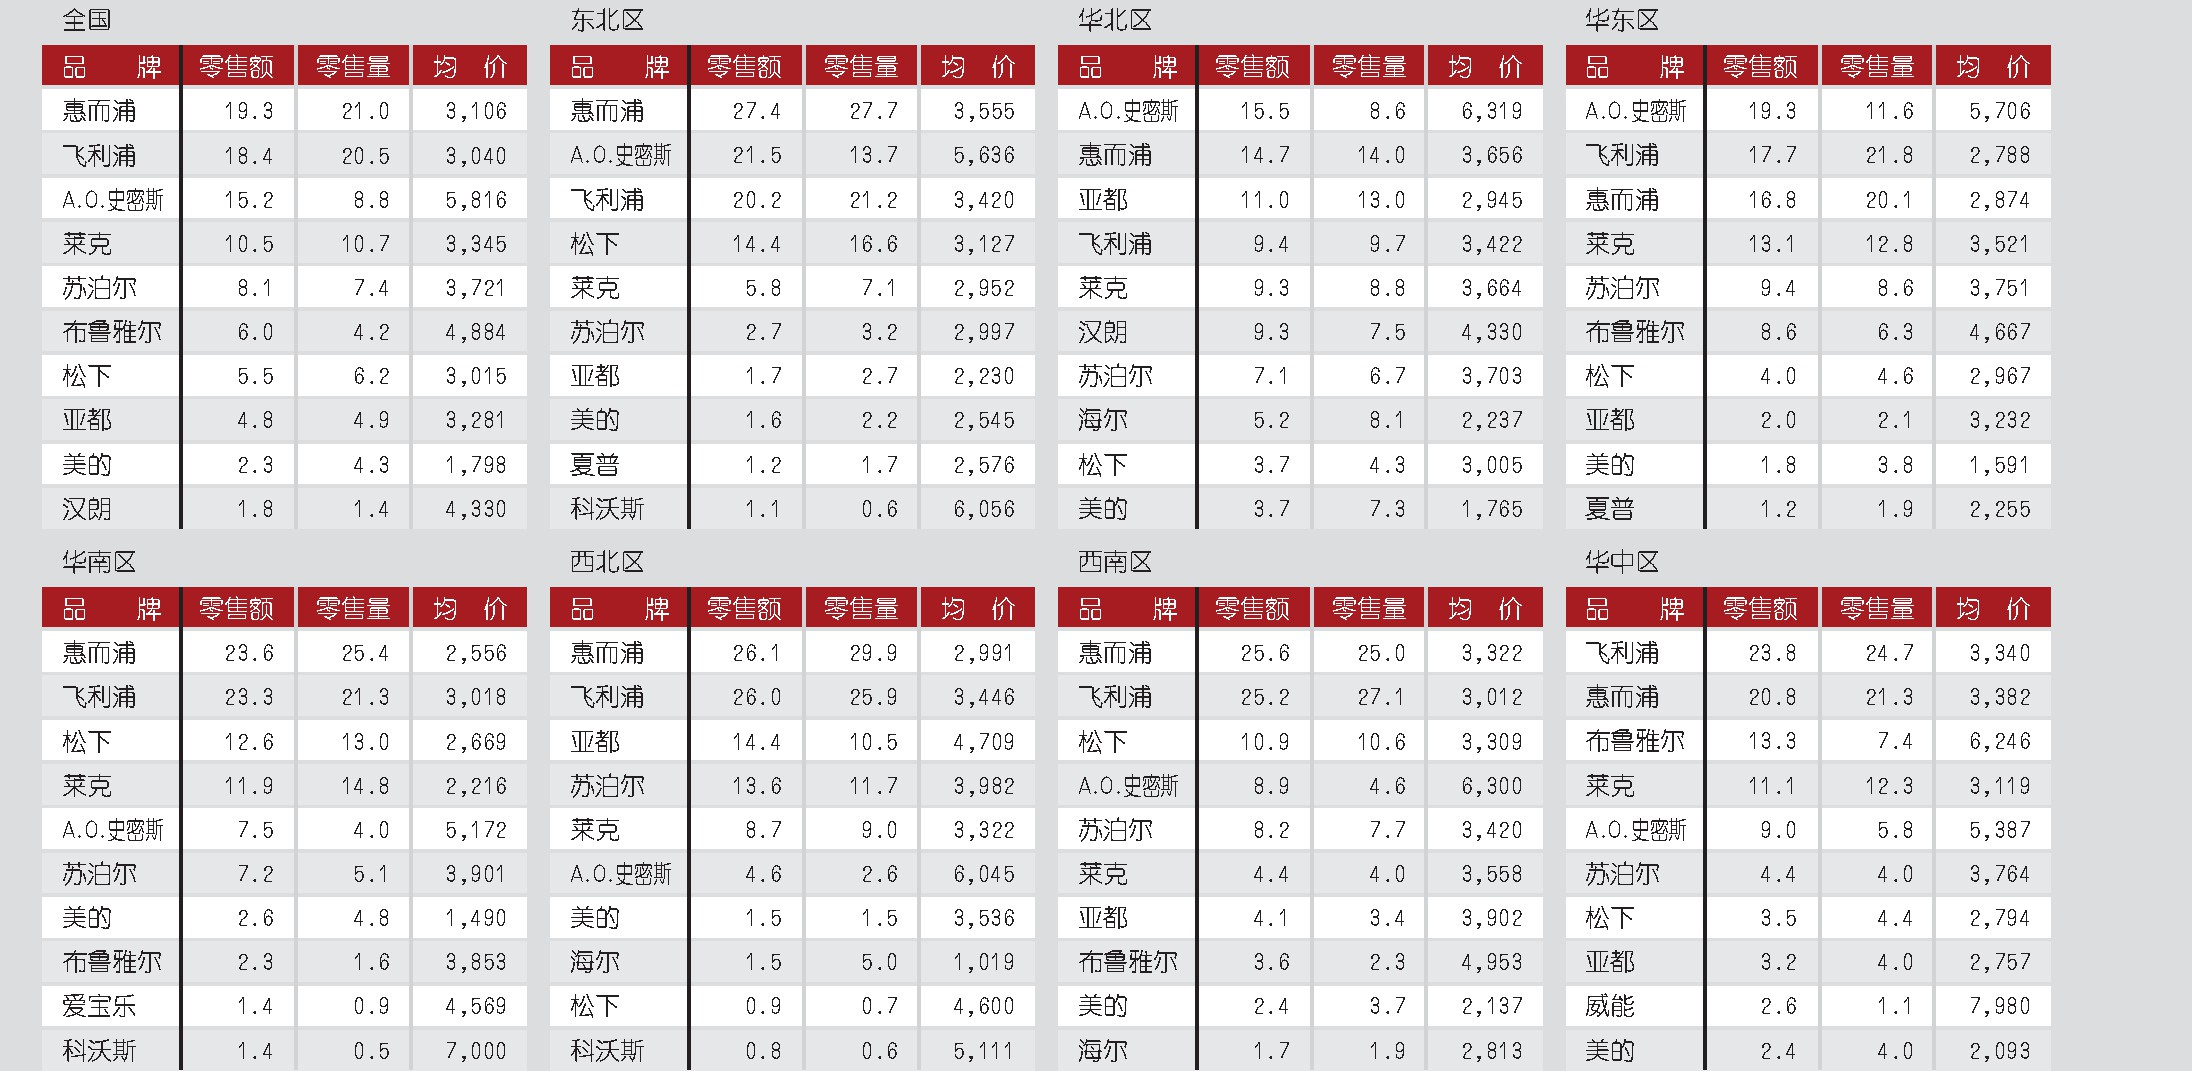 全国
品 牌 零售额 零售量 均 价
惠而浦 19.3 21.0 3,106
飞利浦 18.4 20.5 3,040
A.O.史密斯 15.2 8.8 5,816
莱克 10.5 10.7 3,345
苏泊尔 8.1 7.4 3,721
布鲁雅尔 6.0 4.2 4,884
松下 5.5 6.2 3,015
亚都 4.8 4.9 3,281
美的 2.3 4.3 1,798
汉朗 1.8 1.4 4,330
东北区
品 牌 零售额 零售量 均 价
惠而浦 27.4 27.7 3,555
A.O.史密斯 21.5 13.7 5,636
飞利浦 20.2 21.2 3,420
松下 14.4 16.6 3,127
莱克 5.8 7.1 2,952
苏泊尔 2.7 3.2 2,997
亚都 1.7 2.7 2,230
美的 1.6 2.2 2,545
夏普 1.2 1.7 2,576
科沃斯 1.1 0.6 6,056
华北区
品 牌 零售额 零售量 均 价
A.O.史密斯 15.5 8.6 6,319
惠而浦 14.7 14.0 3,656
亚都 11.0 13.0 2,945
飞利浦 9.4 9.7 3,422
莱克 9.3 8.8 3,664
汉朗 9.3 7.5 4,330
苏泊尔 7.1 6.7 3,703
海尔 5.2 8.1 2,237
松下 3.7 4.3 3,005
美的 3.7 7.3 1,765
华东区
品 牌 零售额 零售量 均 价
A.O.史密斯 19.3 11.6 5,706
飞利浦 17.7 21.8 2,788
惠而浦 16.8 20.1 2,874
莱克 13.1 12.8 3,521
苏泊尔 9.4 8.6 3,751
布鲁雅尔 8.6 6.3 4,667
松下 4.0 4.6 2,967
亚都 2.0 2.1 3,232
美的 1.8 3.8 1,591
夏普 1.2 1.9 2,255
华南区
品 牌 零售额 零售量 均 价
惠而浦 23.6 25.4 2,556
飞利浦 23.3 21.3 3,018
松下 12.6 13.0 2,669
莱克 11.9 14.8 2,216
A.O.史密斯 7.5 4.0 5,172
苏泊尔 7.2 5.1 3,901
美的 2.6 4.8 1,490
布鲁雅尔 2.3 1.6 3,853
爱宝乐 1.4 0.9 4,569
科沃斯 1.4 0.5 7,000
西北区
品 牌 零售额 零售量 均 价
惠而浦 26.1 29.9 2,991
飞利浦 26.0 25.9 3,446
亚都 14.4 10.5 4,709
苏泊尔 13.6 11.7 3,982
莱克 8.7 9.0 3,322
A.O.史密斯 4.6 2.6 6,045
美的 1.5 1.5 3,536
海尔 1.5 5.0 1,019
松下 0.9 0.7 4,600
科沃斯 0.8 0.6 5,111
西南区
品 牌 零售额 零售量 均 价
惠而浦 25.6 25.0 3,322
飞利浦 25.2 27.1 3,012
松下 10.9 10.6 3,309
A.O.史密斯 8.9 4.6 6,300
苏泊尔 8.2 7.7 3,420
莱克 4.4 4.0 3,558
亚都 4.1 3.4 3,902
布鲁雅尔 3.6 2.3 4,953
美的 2.4 3.7 2,137
海尔 1.7 1.9 2,813
华中区
品 牌 零售额 零售量 均 价
飞利浦 23.8 24.7 3,340
惠而浦 20.8 21.3 3,382
布鲁雅尔 13.3 7.4 6,246
莱克 11.1 12.3 3,119
A.O.史密斯 9.0 5.8 5,387
苏泊尔 4.4 4.0 3,764
松下 3.5 4.4 2,794
亚都 3.2 4.0 2,757
威能 2.6 1.1 7,980
美的 2.4 4.0 2,093